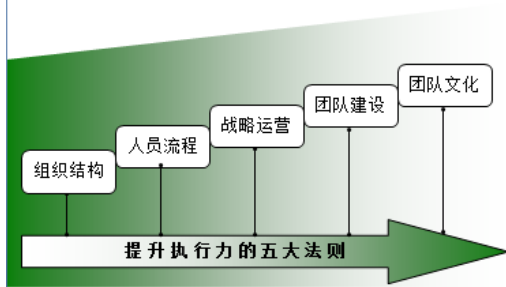 团队文化
团队建设
战略运营
人员流程
组织结构
提升执行力的五大法则